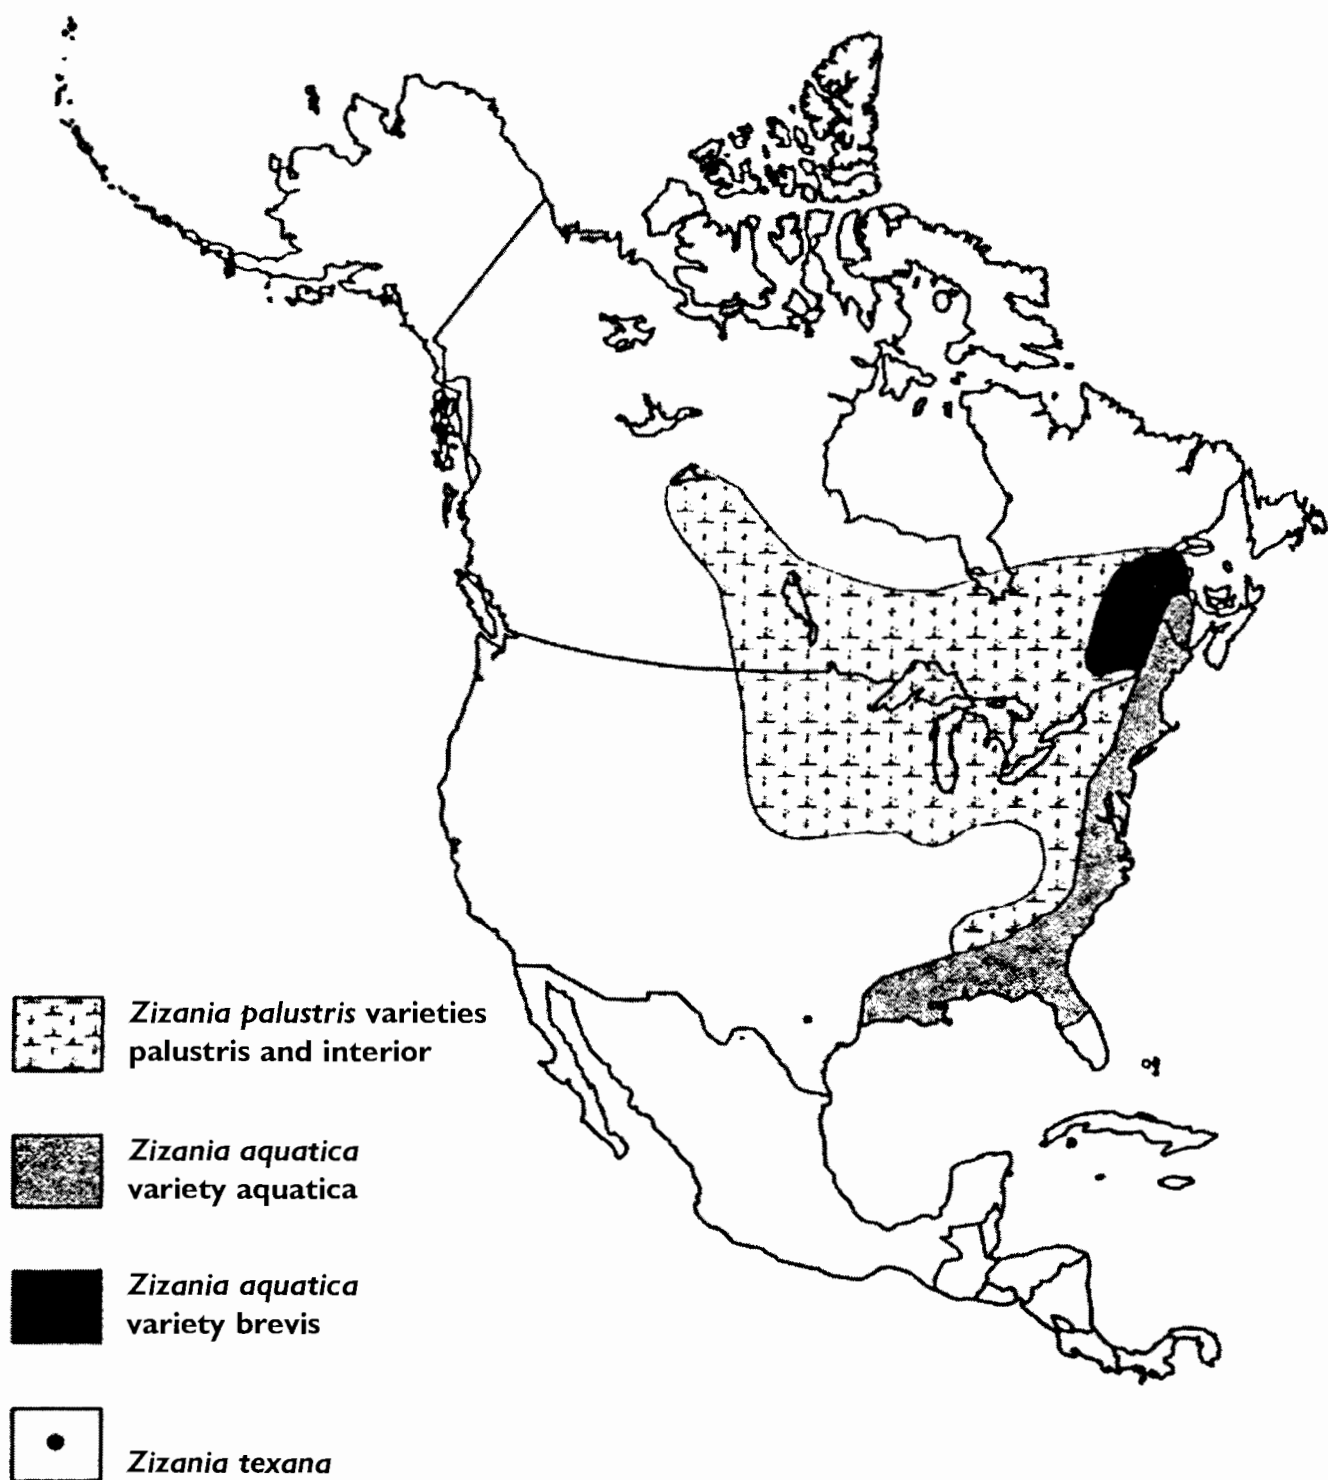 Zizania palustris varieties
palustris and interior
Zizania aquatica
variety aquatica
Zizania aquatica
variety brevis
Zizania texana